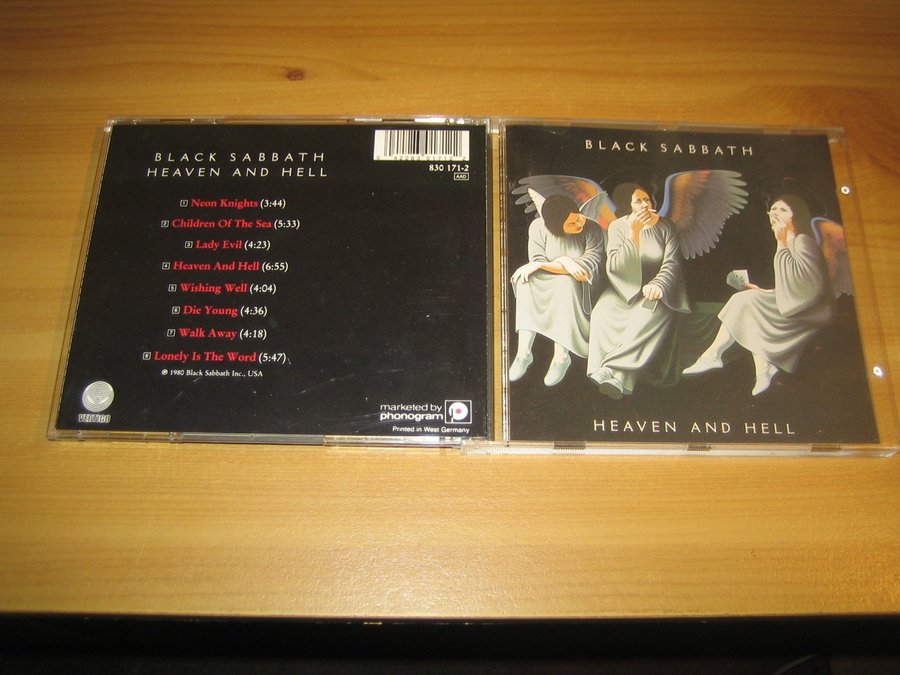 BLACK SABBATH
HEAVEN AND HELL
830 171-2
AAD
1 Neon Knights (3:44)
2 Children Of The Sea (5:33)
3 Lady Evil (4:23)
4 Heaven And Hell (6:55)
5 Wishing Well (4:04)
6 Die Young (4:36)
7 Walk Away (4:18)
8 Lonely Is The Word (5:47)
℗ 1980 Black Sabbath Inc., USA
VERTIGO
marketed by
phonogram
Printed in West Germany
BLACK SABBATH
HEAVEN AND HELL